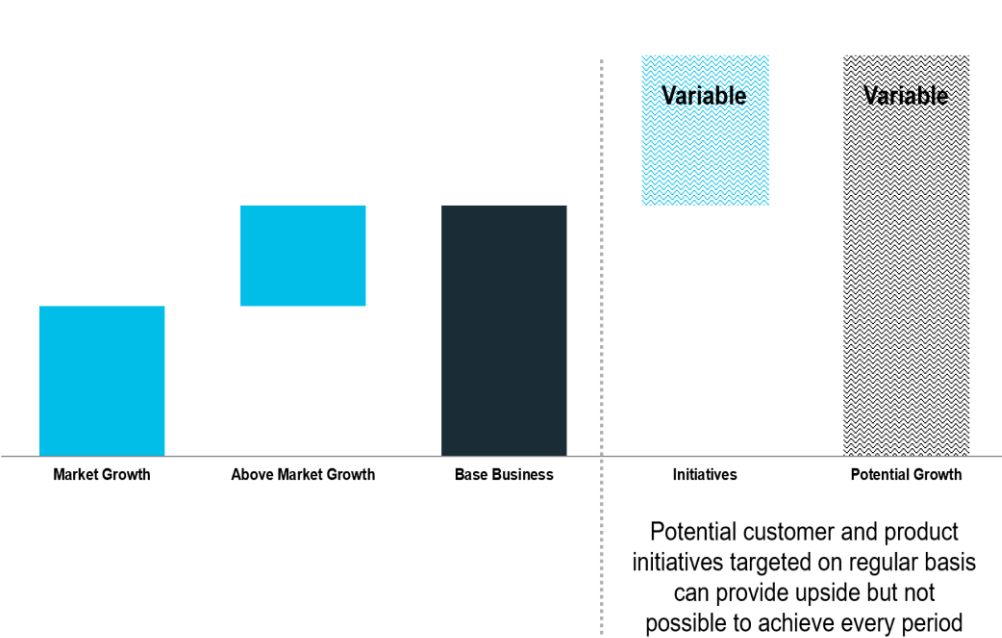 Variable
Variable
Market Growth
Above Market Growth
Base Business
Initiatives
Potential Growth
Potential customer and product
initiatives targeted on regular basis
can provide upside but not
possible to achieve every period